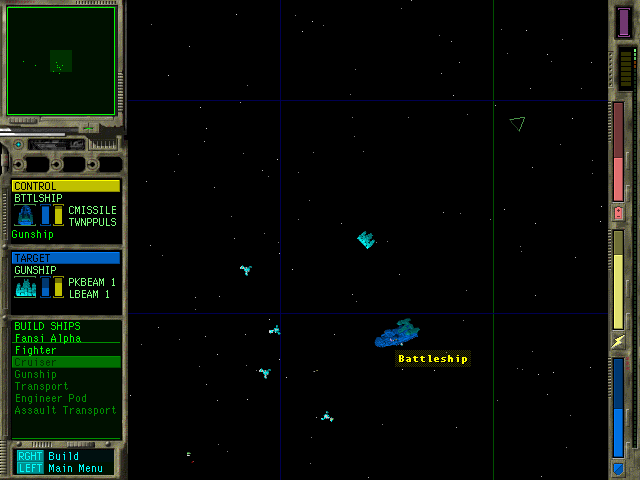 CONTROL
BTTLSHIP
CMISSILE
TWNPPULS
Gunship
TARGET
GUNSHIP
PKBEAM 1
LBEAM 1
BUILD SHIPS
Fansi Alpha
Fighter
Cruiser
Gunship
Transport
Engineer Pod
Assault Transport
RGHT Build
LEFT Main Menu
Battleship